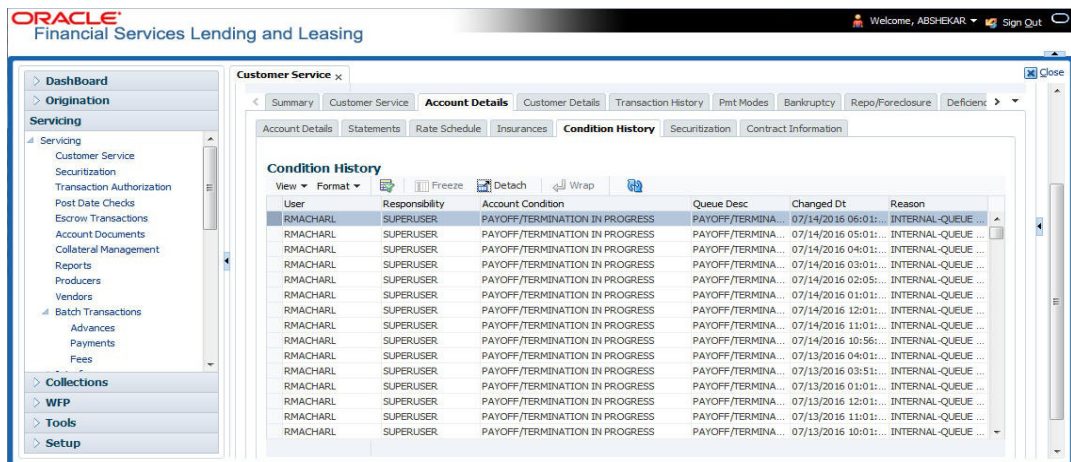 ORACLE
Financial Services Lending and Leasing
Welcome, ABSHEKAR Sign Out
Close
DashBoard
Origination
Servicing
Servicing
Customer Service
Securitization
Transaction Authorization
Post Date Checks
Escrow Transactions
Account Documents
Collateral Management
Reports
Producers
Vendors
Batch Transactions
Advances
Payments
Fees
Collections
WFP
Tools
Setup
Customer Service x
Summary Customer Service Account Details Customer Details Transaction History Pmt Modes Bankruptcy Repo/Foreclosure Deficienc
Account Details Statements Rate Schedule Insurances Condition History Securitization Contract Information
Condition History
View Format Freeze Detach Wrap
User Responsibility Account Condition Queue Desc Changed Dt Reason
RMACHARL SUPERUSER PAYOFF/TERMINATION IN PROGRESS PAYOFF/TERMINA... 07/14/2016 06:01:... INTERNAL-QUEUE ...
RMACHARL SUPERUSER PAYOFF/TERMINATION IN PROGRESS PAYOFF/TERMINA... 07/14/2016 05:01:... INTERNAL-QUEUE ...
RMACHARL SUPERUSER PAYOFF/TERMINATION IN PROGRESS PAYOFF/TERMINA... 07/14/2016 04:01:... INTERNAL-QUEUE ...
RMACHARL SUPERUSER PAYOFF/TERMINATION IN PROGRESS PAYOFF/TERMINA... 07/14/2016 03:01:... INTERNAL-QUEUE ...
RMACHARL SUPERUSER PAYOFF/TERMINATION IN PROGRESS PAYOFF/TERMINA... 07/14/2016 02:05:... INTERNAL-QUEUE ...
RMACHARL SUPERUSER PAYOFF/TERMINATION IN PROGRESS PAYOFF/TERMINA... 07/14/2016 01:01:... INTERNAL-QUEUE ...
RMACHARL SUPERUSER PAYOFF/TERMINATION IN PROGRESS PAYOFF/TERMINA... 07/14/2016 12:01:... INTERNAL-QUEUE ...
RMACHARL SUPERUSER PAYOFF/TERMINATION IN PROGRESS PAYOFF/TERMINA... 07/14/2016 11:01:... INTERNAL-QUEUE ...
RMACHARL SUPERUSER PAYOFF/TERMINATION IN PROGRESS PAYOFF/TERMINA... 07/14/2016 10:56:... INTERNAL-QUEUE ...
RMACHARL SUPERUSER PAYOFF/TERMINATION IN PROGRESS PAYOFF/TERMINA... 07/13/2016 04:01:... INTERNAL-QUEUE ...
RMACHARL SUPERUSER PAYOFF/TERMINATION IN PROGRESS PAYOFF/TERMINA... 07/13/2016 03:51:... INTERNAL-QUEUE ...
RMACHARL SUPERUSER PAYOFF/TERMINATION IN PROGRESS PAYOFF/TERMINA... 07/13/2016 01:01:... INTERNAL-QUEUE ...
RMACHARL SUPERUSER PAYOFF/TERMINATION IN PROGRESS PAYOFF/TERMINA... 07/13/2016 12:01:... INTERNAL-QUEUE ...
RMACHARL SUPERUSER PAYOFF/TERMINATION IN PROGRESS PAYOFF/TERMINA... 07/13/2016 11:01:... INTERNAL-QUEUE ...
RMACHARL SUPERUSER PAYOFF/TERMINATION IN PROGRESS PAYOFF/TERMINA... 07/13/2016 10:01:... INTERNAL-QUEUE ...